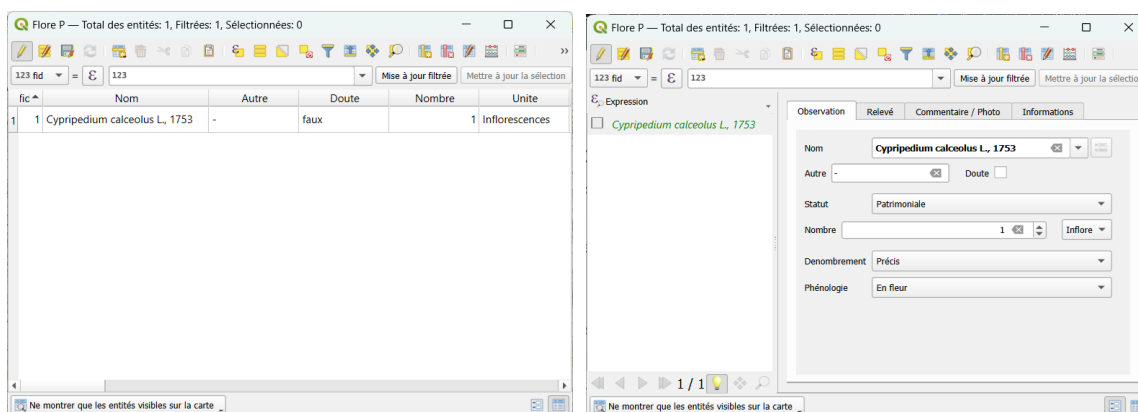 Flore P — Total des entités: 1, Filtrées: 1, Sélectionnées: 0
123 fid = ε 123 Mise à jour filtrée Mettre à jour la sélection
fic Nom Autre Doute Nombre Unite
1 1 Cypripedium calceolus L., 1753 - faux 1 Inflorescences
Ne montrer que les entités visibles sur la carte
Flore P — Total des entités: 1, Filtrées: 1, Sélectionnées: 0
123 fid = ε 123 Mise à jour filtrée Mettre à jour la sélectio
Expression
Cypripedium calceolus L., 1753
1 / 1
Observation Relevé Commentaire / Photo Informations
Nom Cypripedium calceolus L., 1753
Autre - Doute
Statut Patrimoniale
Nombre 1 Inflore
Denombrement Précis
Phénologie En fleur
Ne montrer que les entités visibles sur la carte